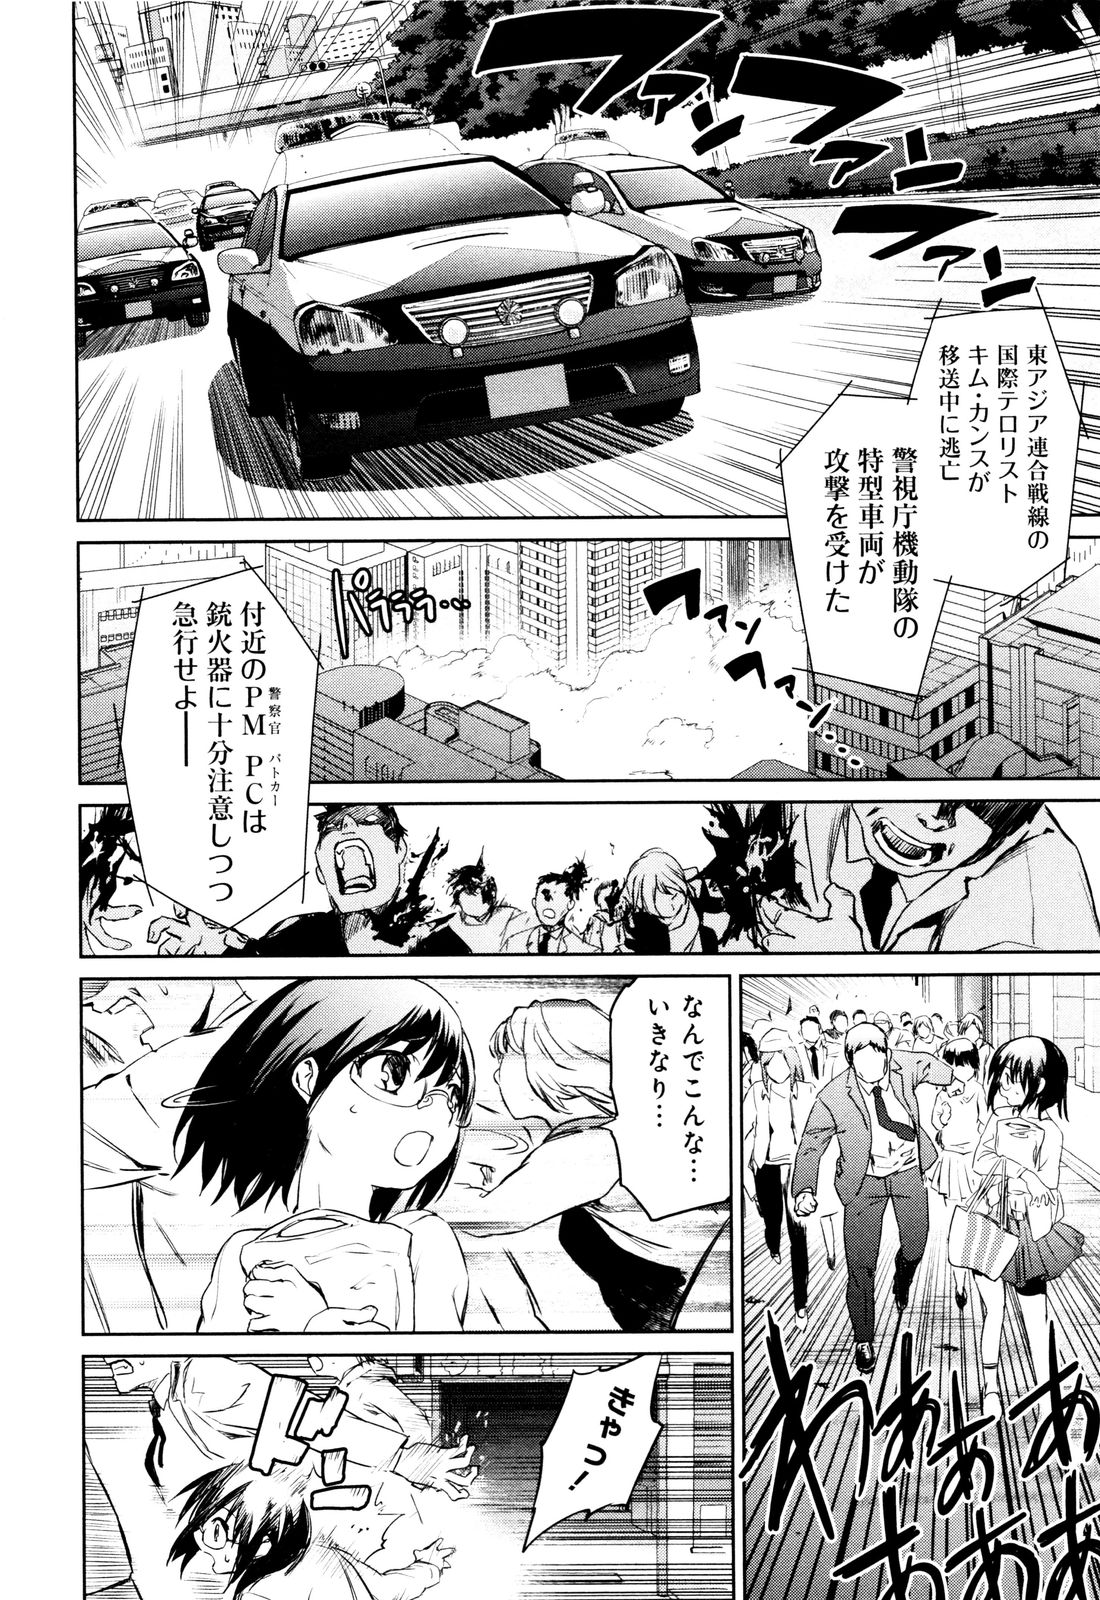 ファン
ファン
ファン
東アジア連合戦線の
国際テロリスト
キム・カンスが
移送中に逃亡
警視庁機動隊の
特型車両が
攻撃を受けた
ファンファン…
パラララ…
付近のPM PCは
警察官 パトカー
銃火器に十分注意しつつ
急行せよ──
わぁぁぁぁ
ああああ
なんでこんな…
いきなり…
きゃっ!
ドンッ